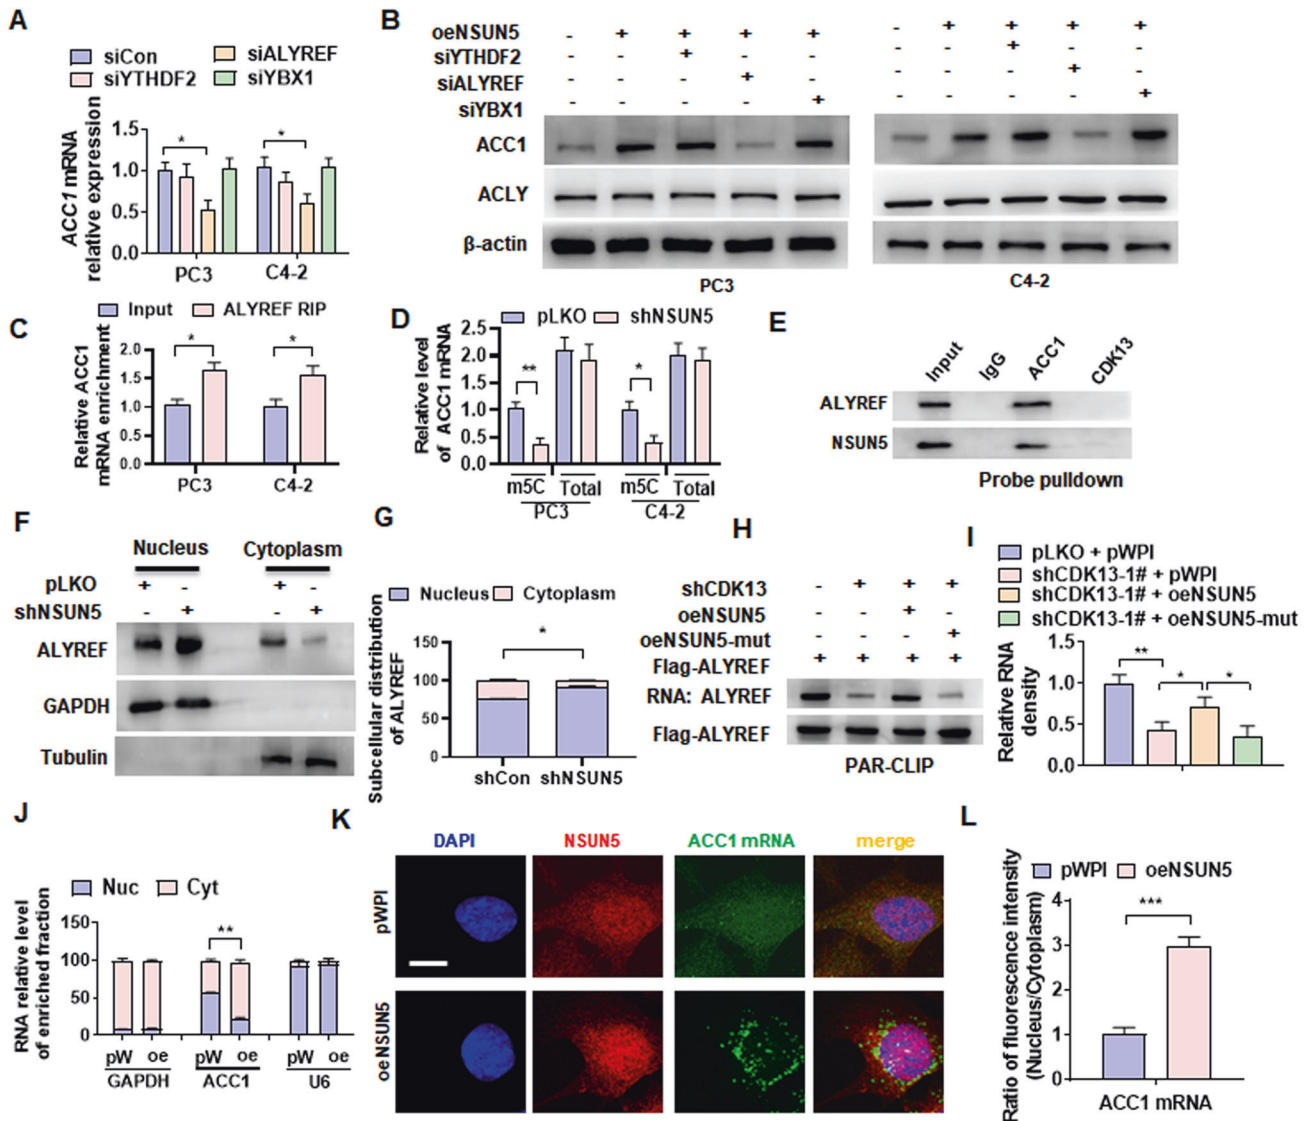 A
siCon
siALYREF
siYTHDF2
siYBX1
ACC1 mRNA
relative expression
1.5
1.0
0.5
0.0
*
*
PC3
C4-2
B
oeNSUN5 - + + + + - + + + +
siYTHDF2 - - + - - - - + - -
siALYREF - - - + - - - - + -
siYBX1 - - - - + - - - - +
ACC1
ACLY
β-actin
PC3
C4-2
C
Input
ALYREF RIP
Relative ACC1
mRNA enrichment
2.0
1.5
1.0
0.5
0.0
*
*
PC3
C4-2
D
pLKO
shNSUN5
Relative level
of ACC1 mRNA
2.5
2.0
1.5
1.0
0.5
0.0
**
*
m5C Total m5C Total
PC3
C4-2
E
Input IgG ACC1 CDK13
ALYREF
NSUN5
Probe pulldown
F
Nucleus Cytoplasm
pLKO + - + -
shNSUN5 - + - +
ALYREF
GAPDH
Tubulin
G
Nucleus
Cytoplasm
Subcellular distribution
of ALYREF
150
100
50
0
*
shCon shNSUN5
H
shCDK13 - + + +
oeNSUN5 - - + -
oeNSUN5-mut - - - +
Flag-ALYREF + + + +
RNA: ALYREF
Flag-ALYREF
PAR-CLIP
I
pLKO + pWPI
shCDK13-1# + pWPI
shCDK13-1# + oeNSUN5
shCDK13-1# + oeNSUN5-mut
Relative RNA
density
1.5
1.0
0.5
0.0
**
*
*
J
Nuc
Cyt
RNA relative level
of enriched fraction
150
100
50
0
**
pW oe pW oe pW oe
GAPDH ACC1 U6
K
DAPI NSUN5 ACC1 mRNA merge
pWPI
oeNSUN5
L
pWPI
oeNSUN5
Ratio of fluorescence intensity
(Nucleus/Cytoplasm)
4
3
2
1
0
***
ACC1 mRNA